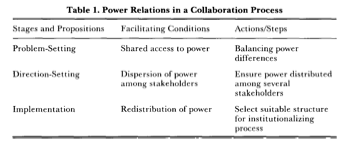 Table 1. Power Relations in a Collaboration Process
Stages and Propositions Facilitating Conditions Actions/Steps
Problem-Setting Shared access to power Balancing power
differences
Direction-Setting Dispersion of power Ensure power distributed
among stakeholders among several
stakeholders
Implementation Redistribution of power Select suitable structure
for institutionalizing
process